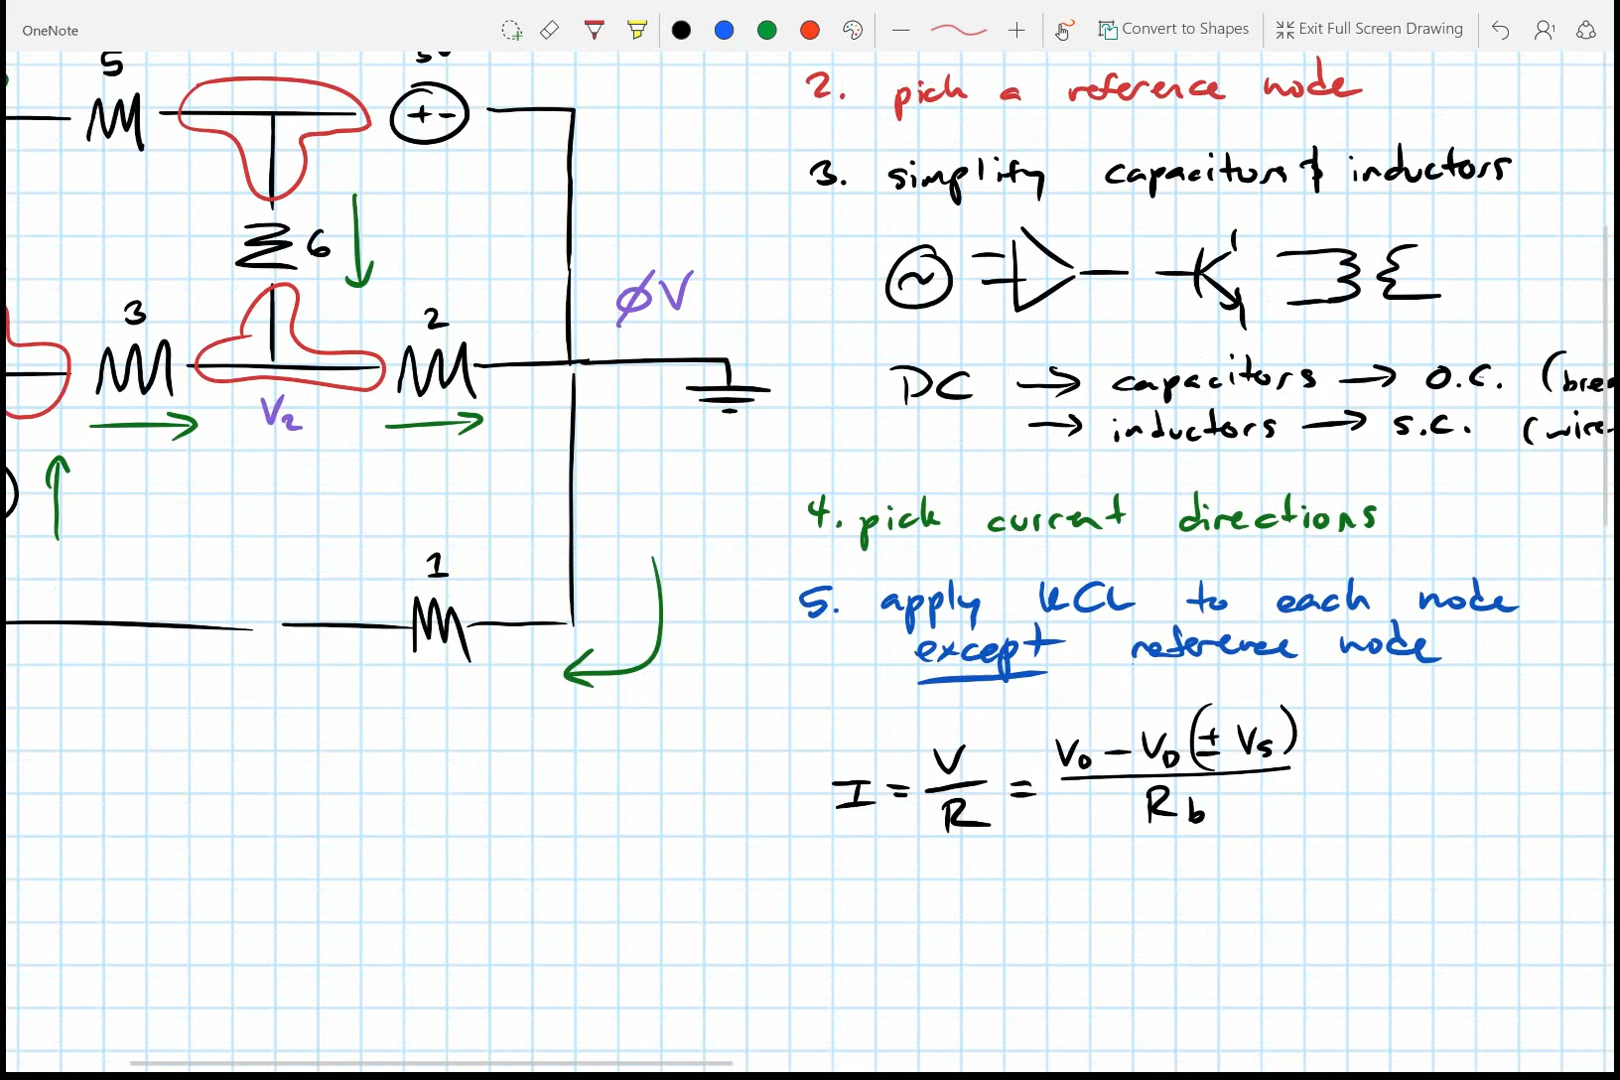 OneNote
Convert to Shapes
Exit Full Screen Drawing
5
+ -
6
3
2
V2
ØV
1
2. pick a reference node
3. simplify capacitors & inductors
DC → capacitors → O.C. (brea
→ inductors → S.C. (wire
4. pick current directions
5. apply KCL to each node
except reference node
I = V/R = Vo - VD (± Vs) / Rb